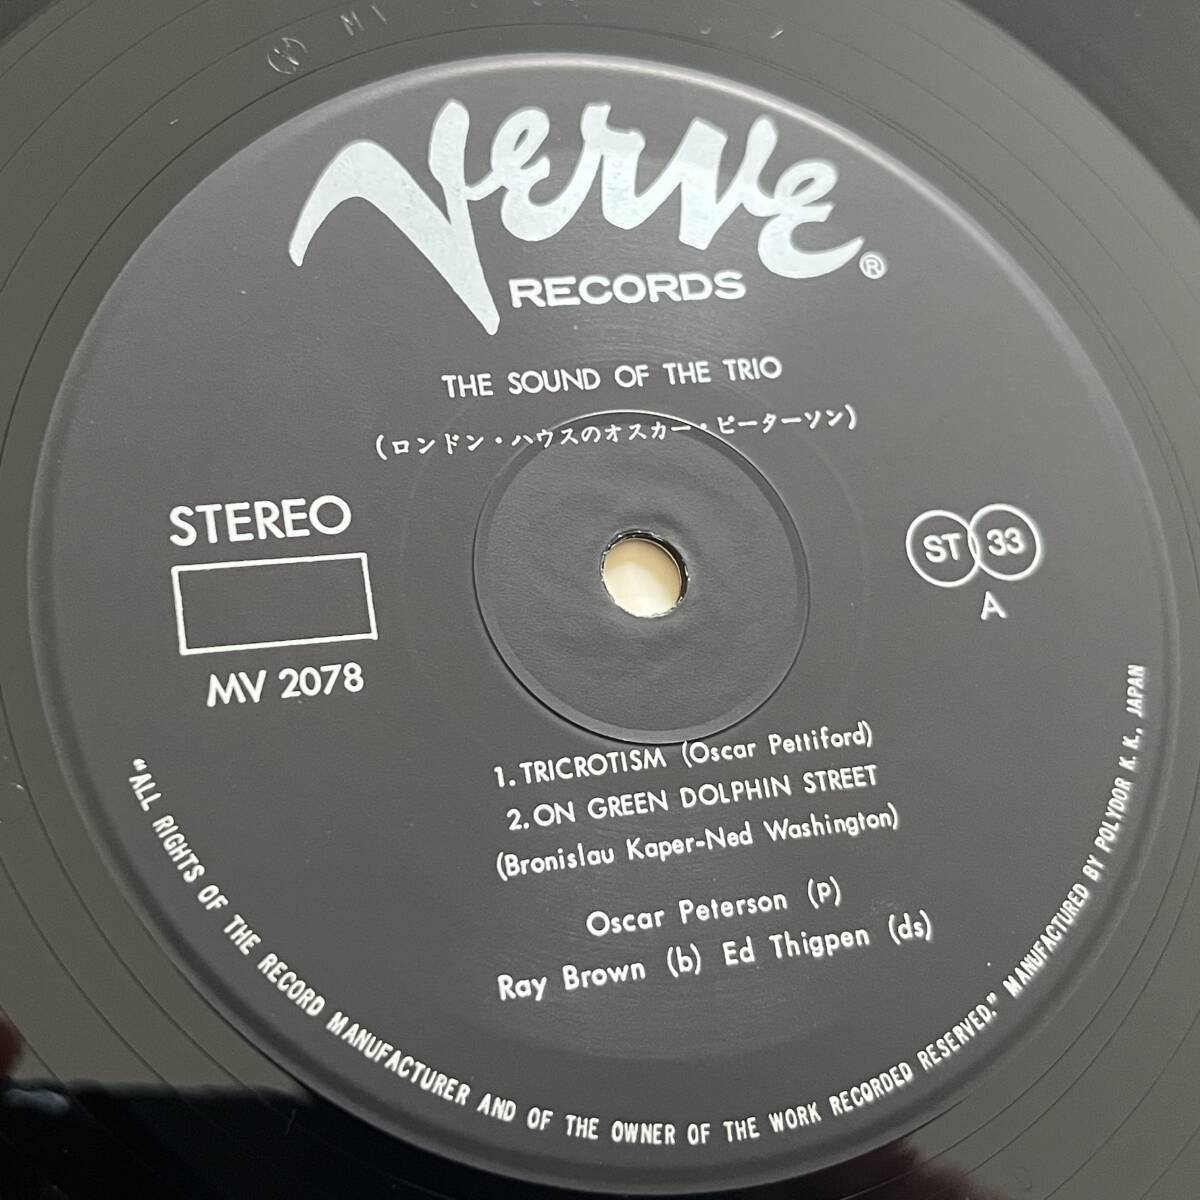 Verve ®
RECORDS
THE SOUND OF THE TRIO
(ロンドン・ハウスのオスカー・ピーターソン)
STEREO
MV 2078
ST 33
A
1. TRICROTISM (Oscar Pettiford)
2. ON GREEN DOLPHIN STREET
(Bronislau Kaper-Ned Washington)
Oscar Peterson (p)
Ray Brown (b) Ed Thigpen (ds)
"ALL RIGHTS OF THE RECORD MANUFACTURER AND OF THE OWNER OF THE WORK RECORDED RESERVED." MANUFACTURED BY POLYDOR K. K., JAPAN